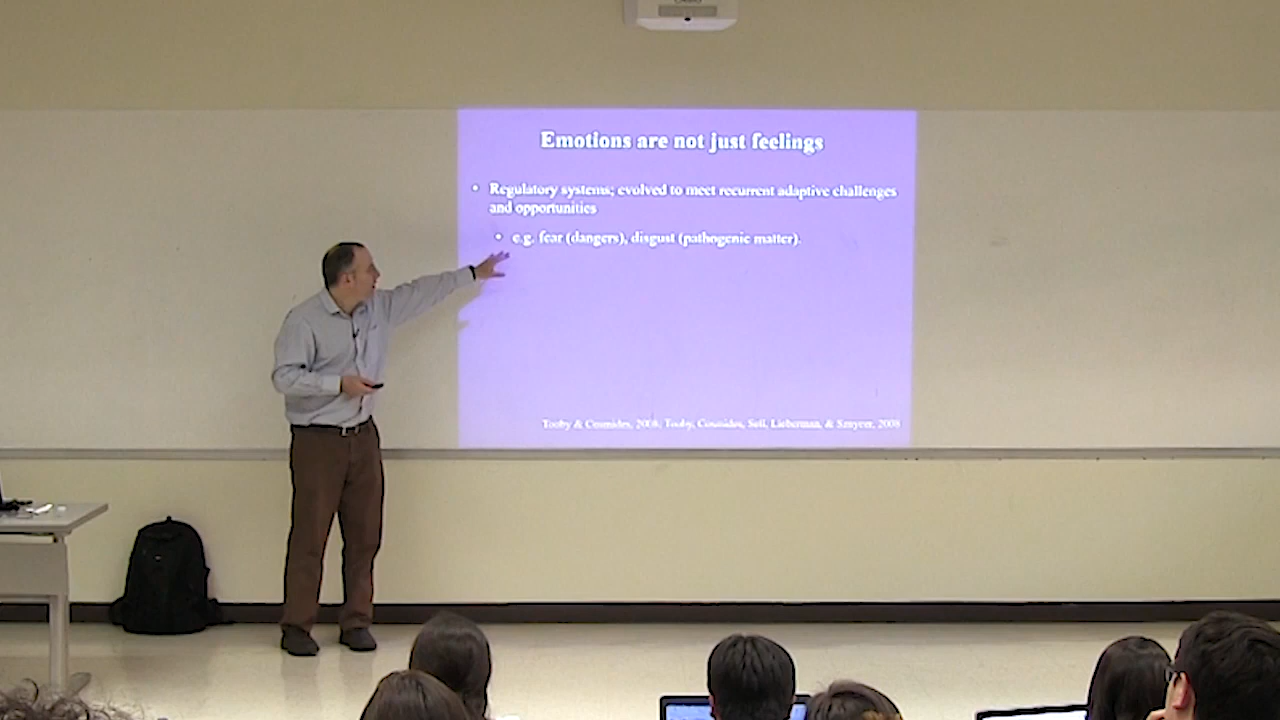 Emotions are not just feelings
• Regulatory systems; evolved to meet recurrent adaptive challenges
and opportunities
• e.g. fear (dangers), disgust (pathogenic matter).
Tooby & Cosmides, 2008; Tooby, Cosmides, Sell, Lieberman, & Sznycer, 2008